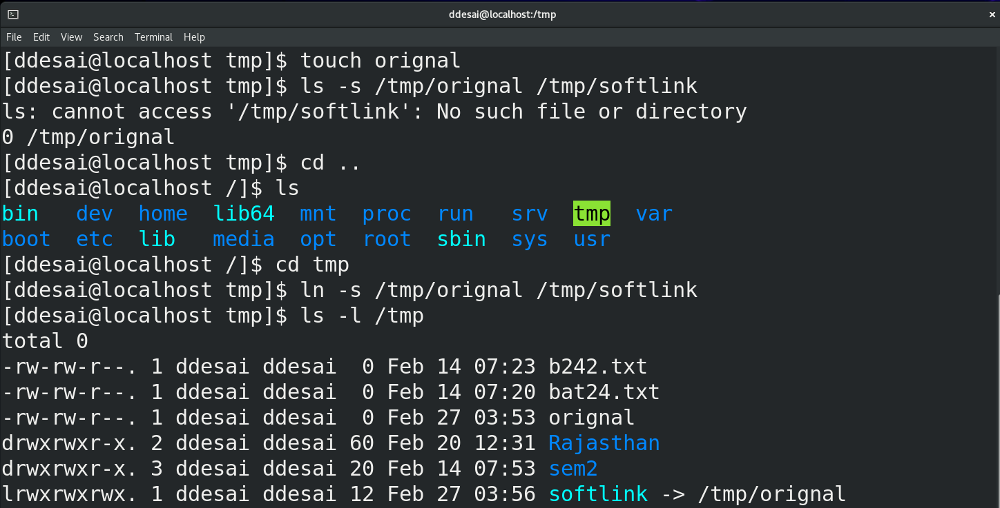 ddesai@localhost:/tmp
File Edit View Search Terminal Help
[ddesai@localhost tmp]$ touch orignal
[ddesai@localhost tmp]$ ls -s /tmp/orignal /tmp/softlink
ls: cannot access '/tmp/softlink': No such file or directory
0 /tmp/orignal
[ddesai@localhost tmp]$ cd ..
[ddesai@localhost /]$ ls
bin   dev  home  lib64  mnt  proc  run   srv  tmp  var
boot  etc  lib   media  opt  root  sbin  sys  usr
[ddesai@localhost /]$ cd tmp
[ddesai@localhost tmp]$ ln -s /tmp/orignal /tmp/softlink
[ddesai@localhost tmp]$ ls -l /tmp
total 0
-rw-rw-r--. 1 ddesai ddesai  0 Feb 14 07:23 b242.txt
-rw-rw-r--. 1 ddesai ddesai  0 Feb 14 07:20 bat24.txt
-rw-rw-r--. 1 ddesai ddesai  0 Feb 27 03:53 orignal
drwxrwxr-x. 2 ddesai ddesai 60 Feb 20 12:31 Rajasthan
drwxrwxr-x. 3 ddesai ddesai 20 Feb 14 07:53 sem2
lrwxrwxrwx. 1 ddesai ddesai 12 Feb 27 03:56 softlink -> /tmp/orignal